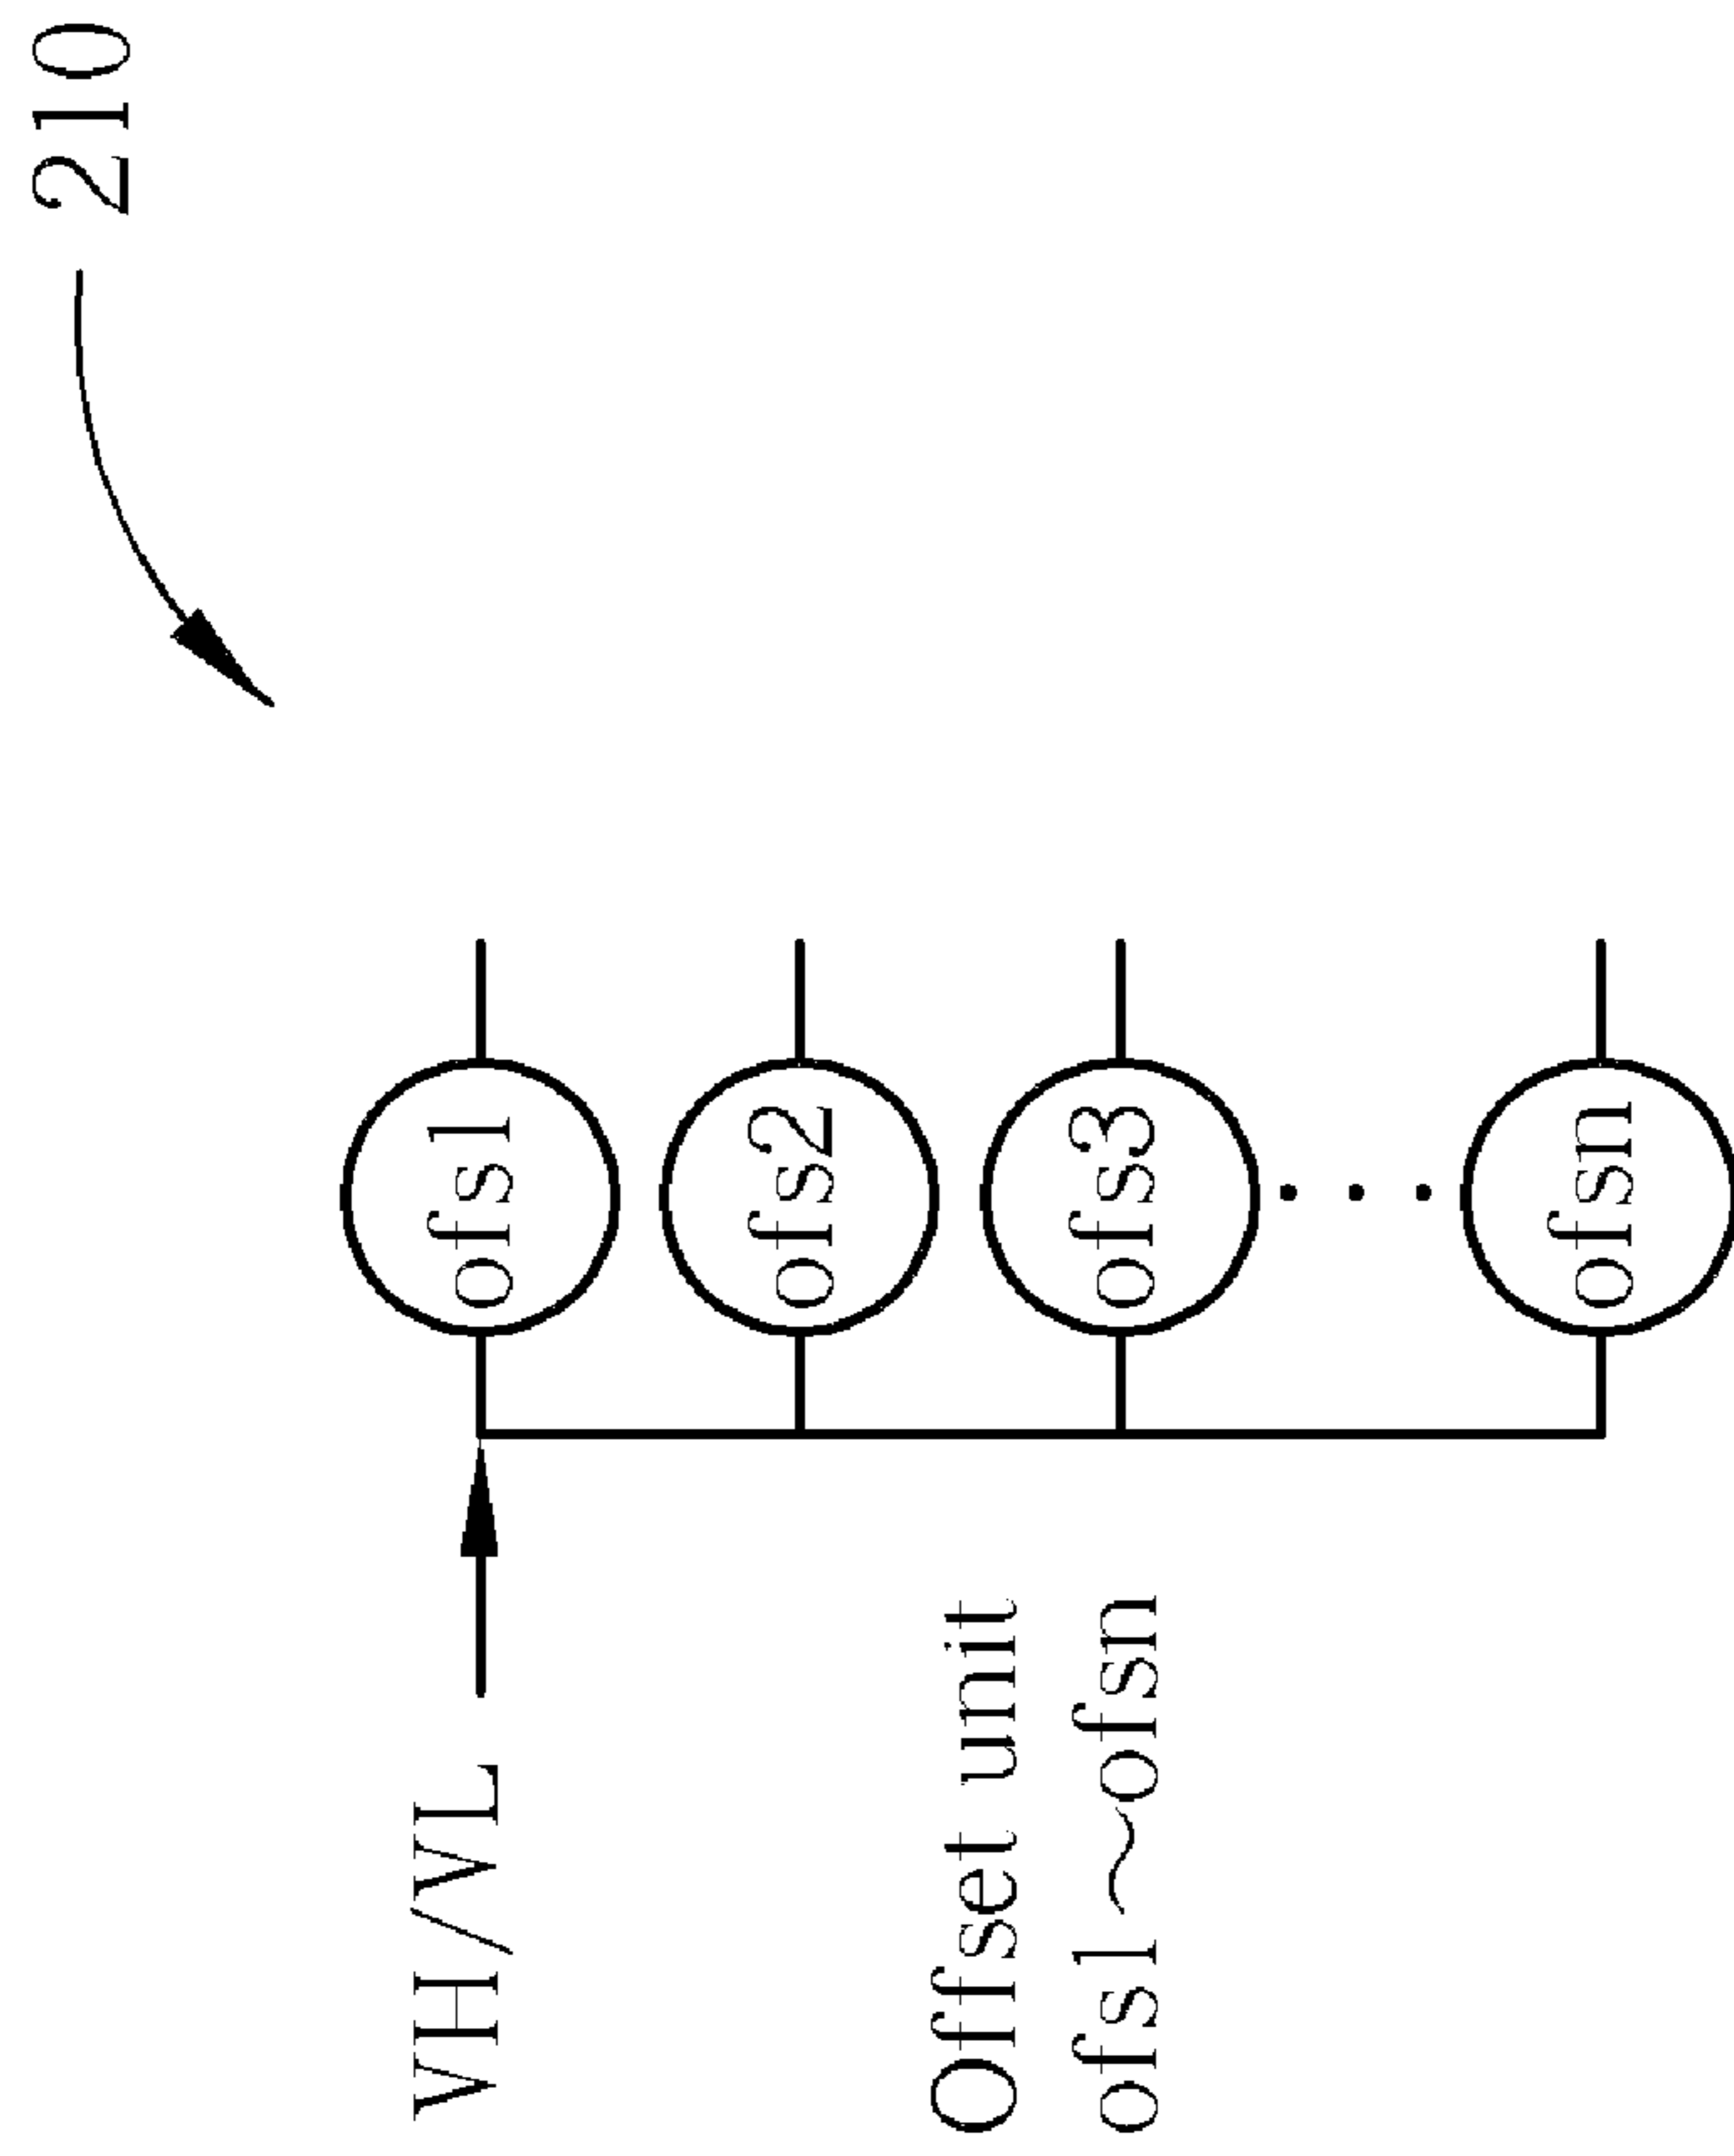 210
VH/VL
ofs1
ofs2
ofs3
ofsn
Offset unit
ofs1～ofsn